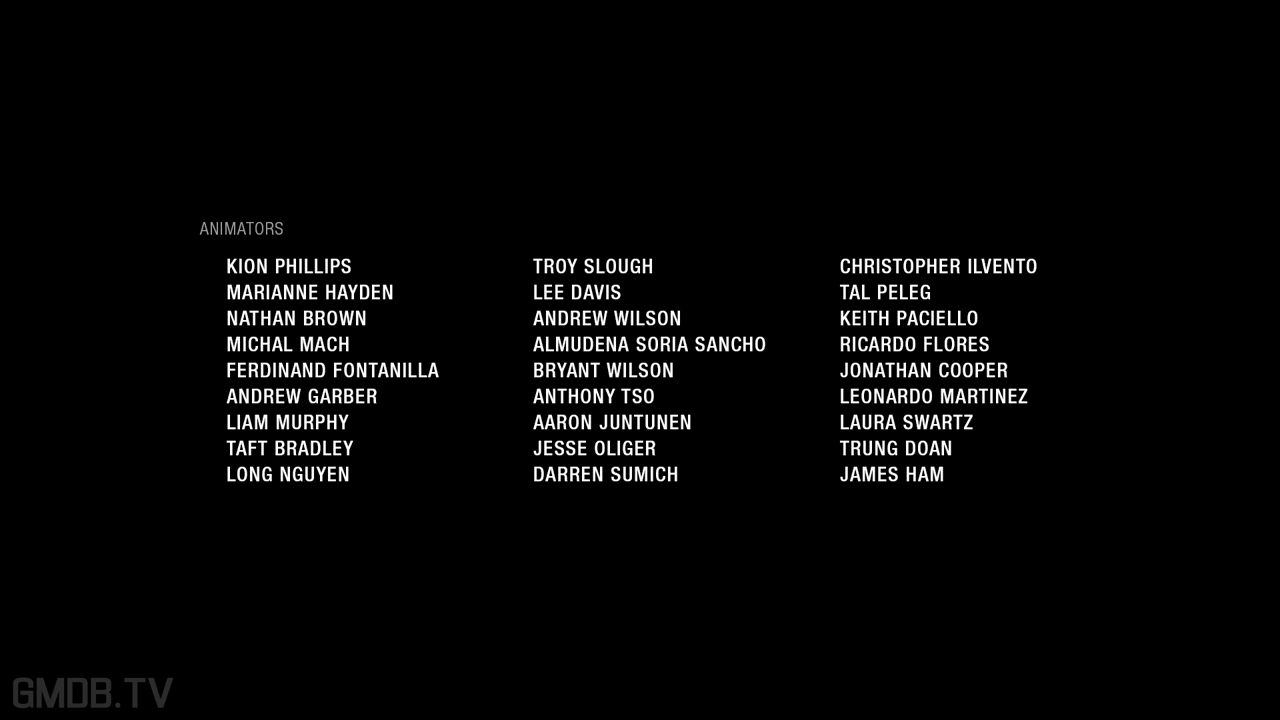 ANIMATORS
KION PHILLIPS
MARIANNE HAYDEN
NATHAN BROWN
MICHAL MACH
FERDINAND FONTANILLA
ANDREW GARBER
LIAM MURPHY
TAFT BRADLEY
LONG NGUYEN
TROY SLOUGH
LEE DAVIS
ANDREW WILSON
ALMUDENA SORIA SANCHO
BRYANT WILSON
ANTHONY TSO
AARON JUNTUNEN
JESSE OLIGER
DARREN SUMICH
CHRISTOPHER ILVENTO
TAL PELEG
KEITH PACIELLO
RICARDO FLORES
JONATHAN COOPER
LEONARDO MARTINEZ
LAURA SWARTZ
TRUNG DOAN
JAMES HAM
GMDB.TV